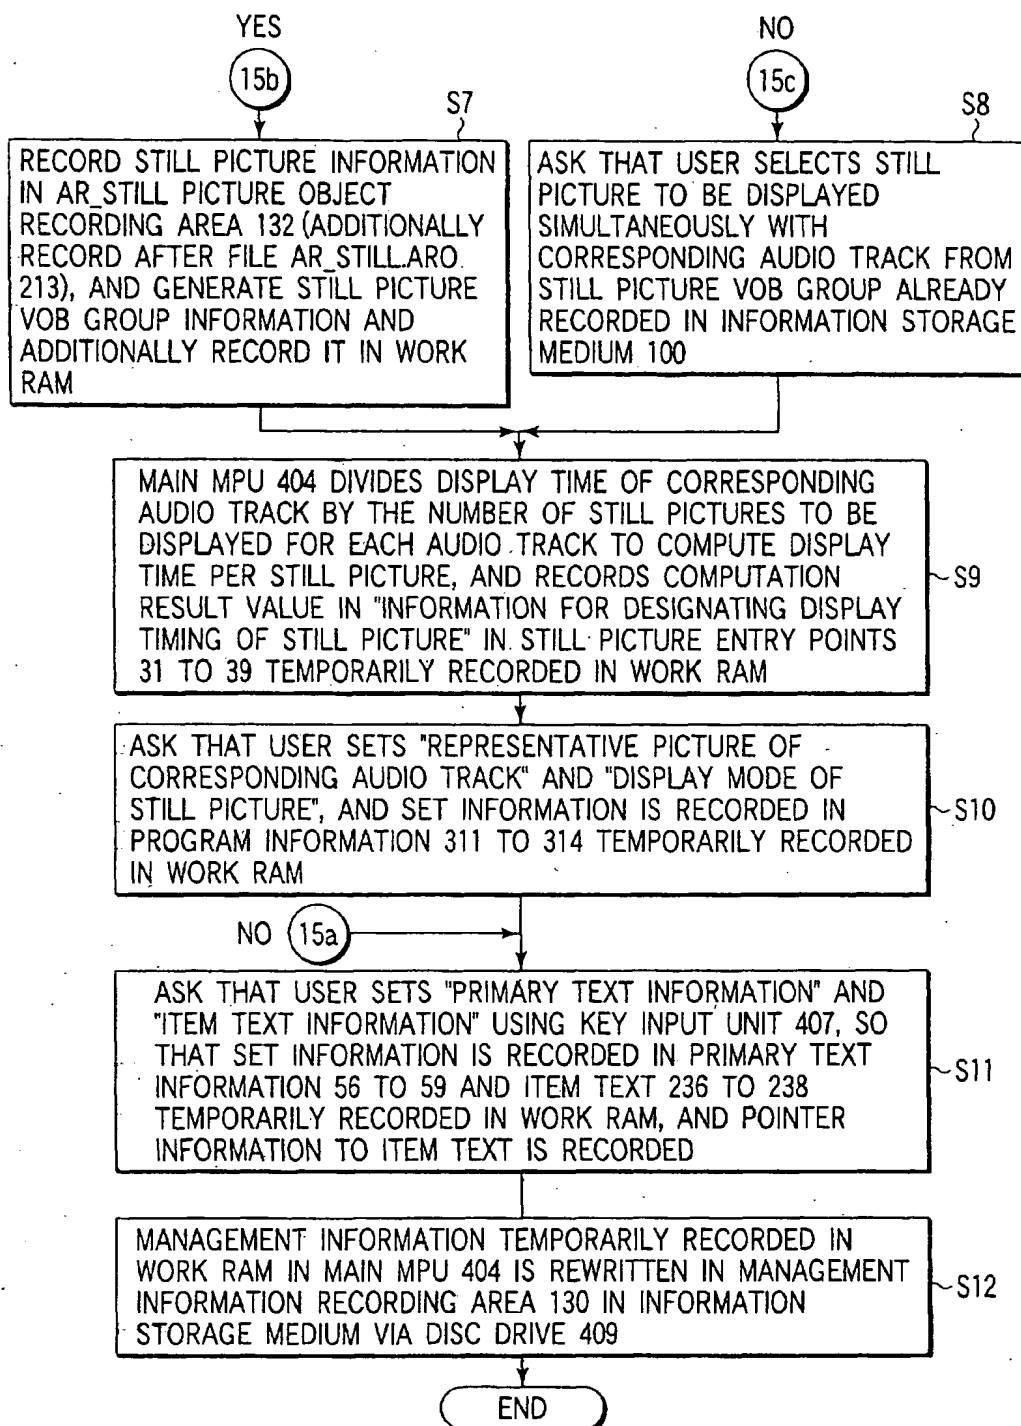 YES
15b
S7
RECORD STILL PICTURE INFORMATION
IN AR_STILL PICTURE OBJECT
RECORDING AREA 132 (ADDITIONALLY
RECORD AFTER FILE AR_STILL.ARO
213), AND GENERATE STILL PICTURE
VOB GROUP INFORMATION AND
ADDITIONALLY RECORD IT IN WORK
RAM
NO
15c
S8
ASK THAT USER SELECTS STILL
PICTURE TO BE DISPLAYED
SIMULTANEOUSLY WITH
CORRESPONDING AUDIO TRACK FROM
STILL PICTURE VOB GROUP ALREADY
RECORDED IN INFORMATION STORAGE
MEDIUM 100
MAIN MPU 404 DIVIDES DISPLAY TIME OF CORRESPONDING
AUDIO TRACK BY THE NUMBER OF STILL PICTURES TO BE
DISPLAYED FOR EACH AUDIO TRACK TO COMPUTE DISPLAY
TIME PER STILL PICTURE, AND RECORDS COMPUTATION
RESULT VALUE IN "INFORMATION FOR DESIGNATING DISPLAY
TIMING OF STILL PICTURE" IN STILL PICTURE ENTRY POINTS
31 TO 39 TEMPORARILY RECORDED IN WORK RAM
S9
ASK THAT USER SETS "REPRESENTATIVE PICTURE OF
CORRESPONDING AUDIO TRACK" AND "DISPLAY MODE OF
STILL PICTURE", AND SET INFORMATION IS RECORDED IN
PROGRAM INFORMATION 311 TO 314 TEMPORARILY RECORDED
IN WORK RAM
S10
NO 15a
ASK THAT USER SETS "PRIMARY TEXT INFORMATION" AND
"ITEM TEXT INFORMATION" USING KEY INPUT UNIT 407, SO
THAT SET INFORMATION IS RECORDED IN PRIMARY TEXT
INFORMATION 56 TO 59 AND ITEM TEXT 236 TO 238
TEMPORARILY RECORDED IN WORK RAM, AND POINTER
INFORMATION TO ITEM TEXT IS RECORDED
S11
MANAGEMENT INFORMATION TEMPORARILY RECORDED IN
WORK RAM IN MAIN MPU 404 IS REWRITTEN IN MANAGEMENT
INFORMATION RECORDING AREA 130 IN INFORMATION
STORAGE MEDIUM VIA DISC DRIVE 409
S12
END